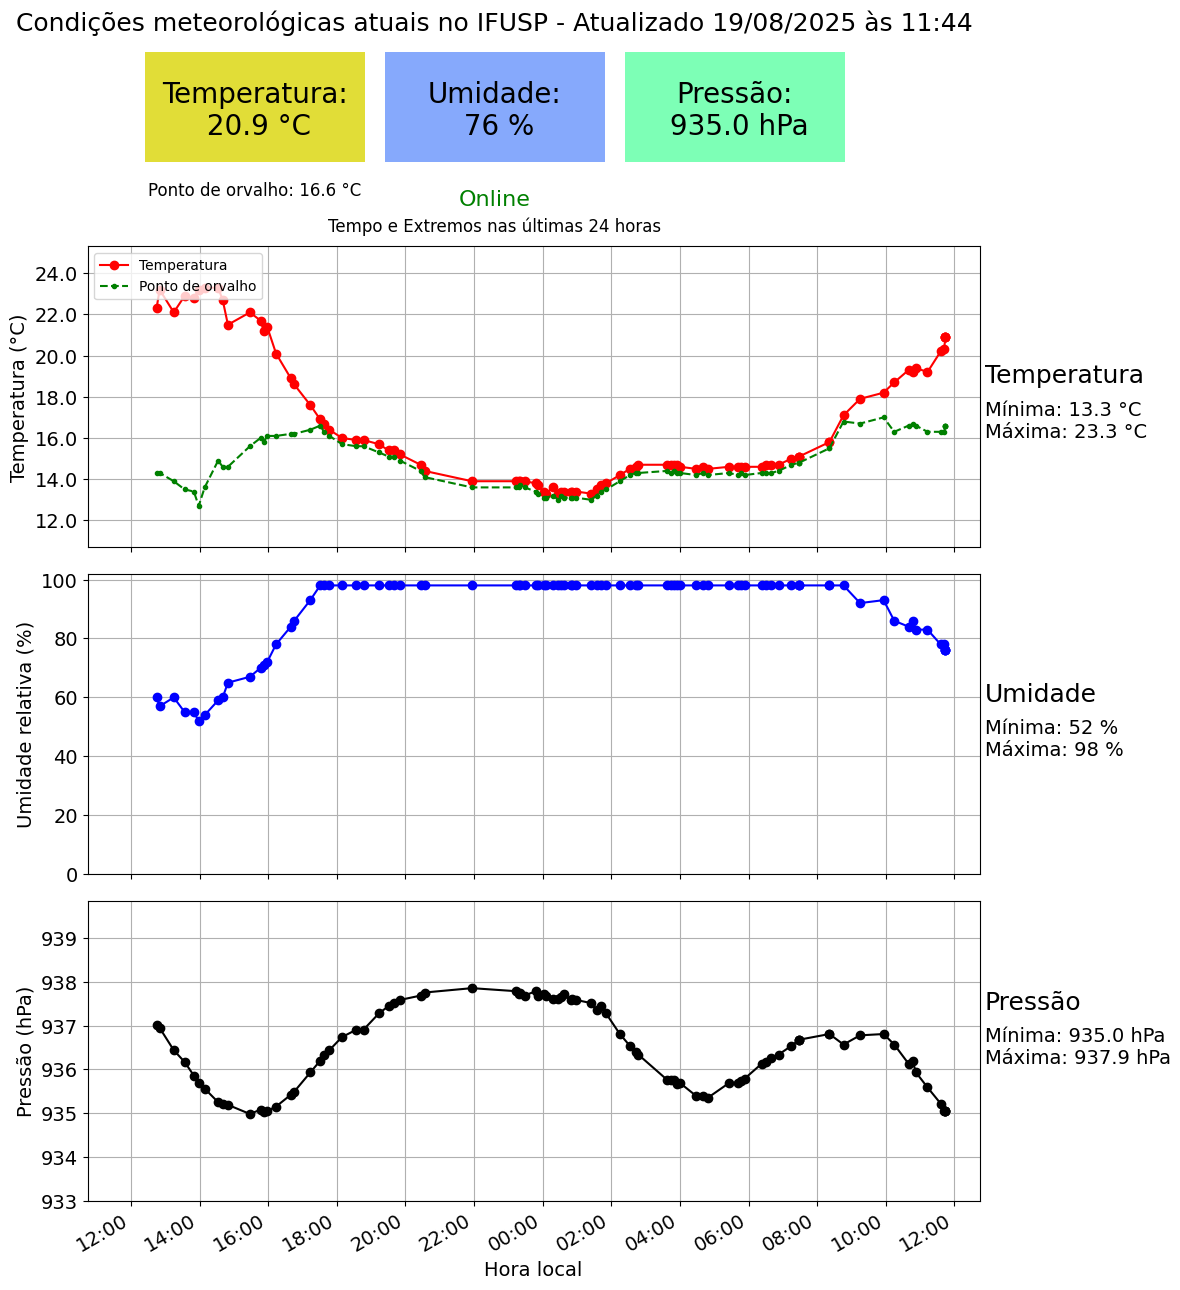 Condições meteorológicas atuais no IFUSP - Atualizado 19/08/2025 às 11:44
Temperatura:
20.9 °C
Umidade:
76 %
Pressão:
935.0 hPa
Ponto de orvalho: 16.6 °C
Online
Tempo e Extremos nas últimas 24 horas
Temperatura (°C)
24.0
22.0
20.0
18.0
16.0
14.0
12.0
Temperatura
Ponto de orvalho
Temperatura
Mínima: 13.3 °C
Máxima: 23.3 °C
Umidade relativa (%)
100
80
60
40
20
0
Umidade
Mínima: 52 %
Máxima: 98 %
Pressão (hPa)
939
938
937
936
935
934
933
Pressão
Mínima: 935.0 hPa
Máxima: 937.9 hPa
12:00 14:00 16:00 18:00 20:00 22:00 00:00 02:00 04:00 06:00 08:00 10:00 12:00
Hora local